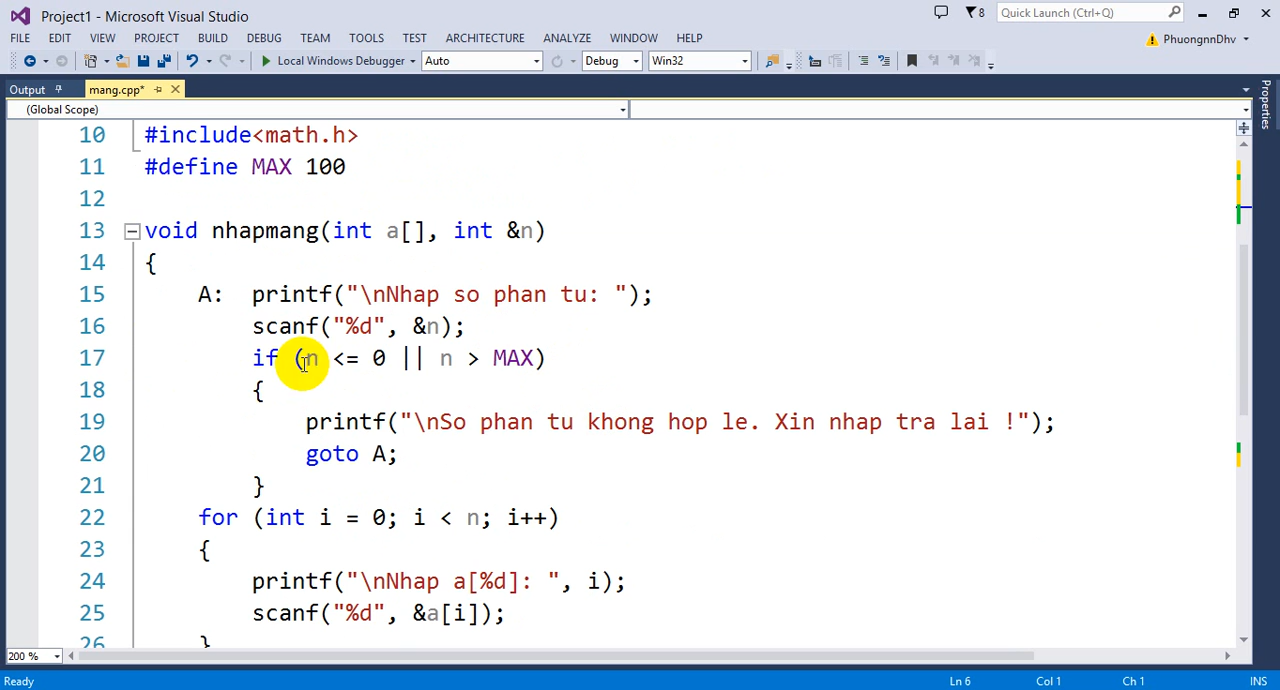 Project1 - Microsoft Visual Studio
8
Quick Launch (Ctrl+Q)
FILE EDIT VIEW PROJECT BUILD DEBUG TEAM TOOLS TEST ARCHITECTURE ANALYZE WINDOW HELP
PhuongnnDhv
Local Windows Debugger Auto Debug Win32
Output mang.cpp*
(Global Scope)
Properties
10 #include<math.h>
11 #define MAX 100
12
13 void nhapmang(int a[], int &n)
14 {
15 A: printf("\nNhap so phan tu: ");
16 scanf("%d", &n);
17 if (n <= 0 || n > MAX)
18 {
19 printf("\nSo phan tu khong hop le. Xin nhap tra lai !");
20 goto A;
21 }
22 for (int i = 0; i < n; i++)
23 {
24 printf("\nNhap a[%d]: ", i);
25 scanf("%d", &a[i]);
26 }
200 %
Ready Ln 6 Col 1 Ch 1 INS